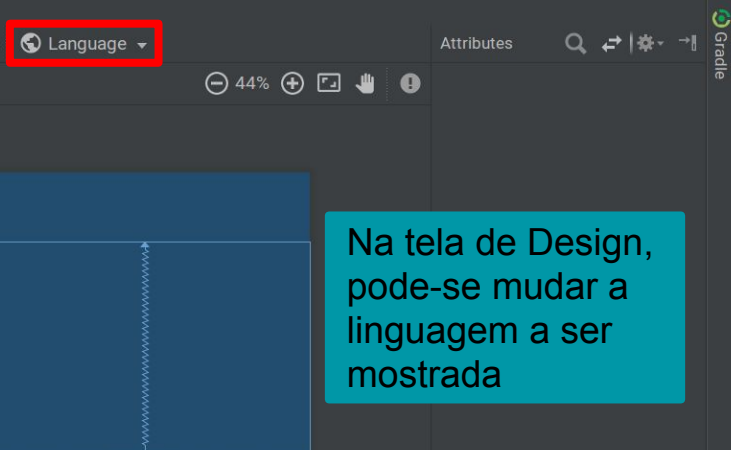 Language
Attributes
Gradle
44%
Na tela de Design,
pode-se mudar a
linguagem a ser
mostrada